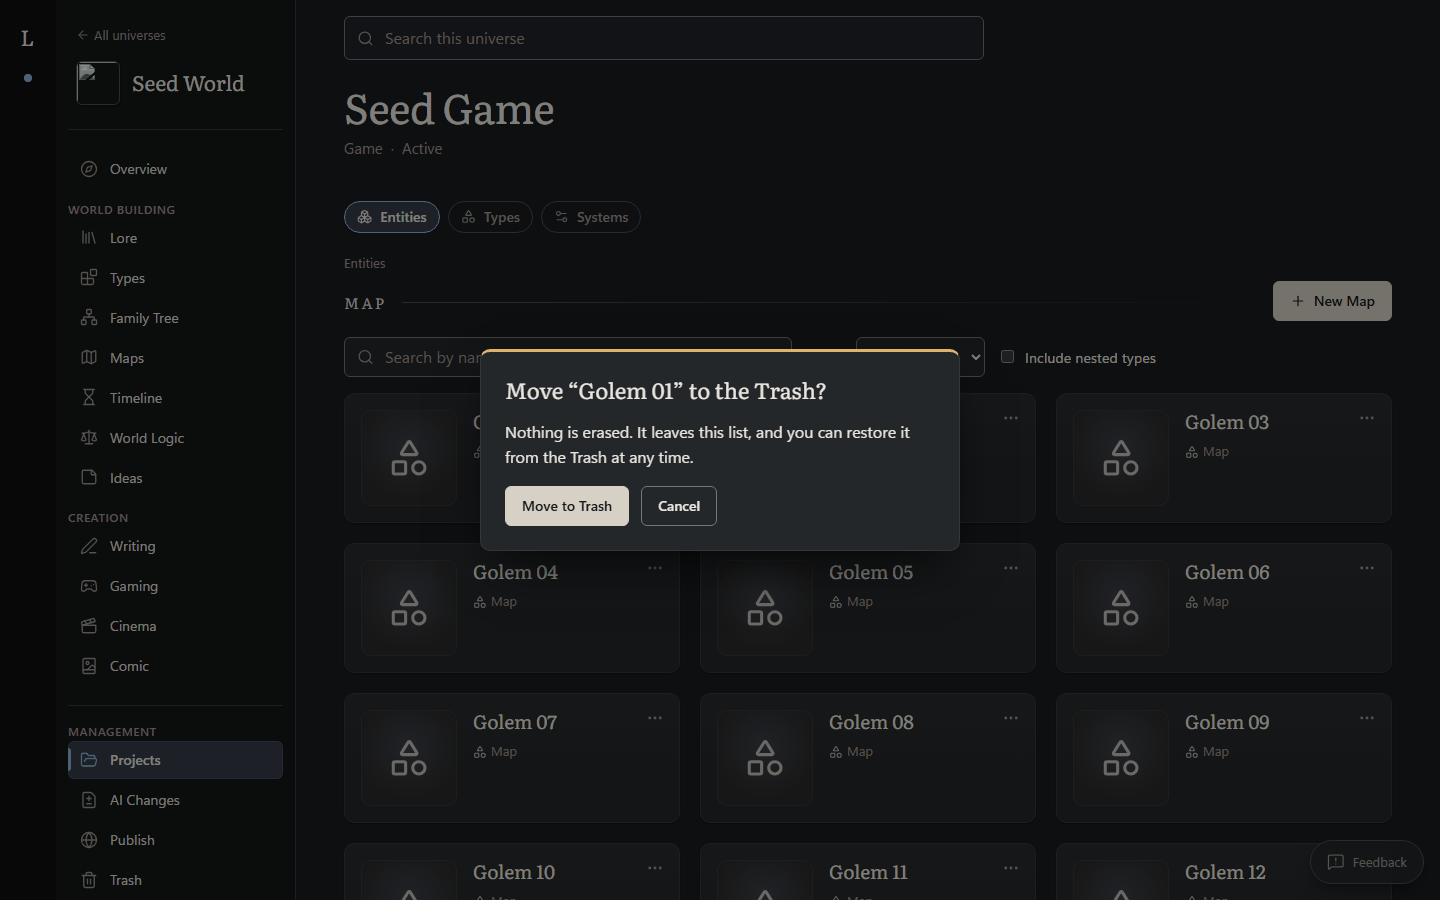 L
All universes
Seed World
Overview
WORLD BUILDING
Lore
Types
Family Tree
Maps
Timeline
World Logic
Ideas
CREATION
Writing
Gaming
Cinema
Comic
MANAGEMENT
Projects
AI Changes
Publish
Trash
Search this universe
Seed Game
Game · Active
Entities
Types
Systems
Entities
MAP
New Map
Include nested types
Move “Golem 01” to the Trash?
Nothing is erased. It leaves this list, and you can restore it
from the Trash at any time.
Move to Trash
Cancel
Golem 03
Map
Golem 04
Map
Golem 05
Map
Golem 06
Map
Golem 07
Map
Golem 08
Map
Golem 09
Map
Golem 10
Golem 11
Golem 12
Feedback